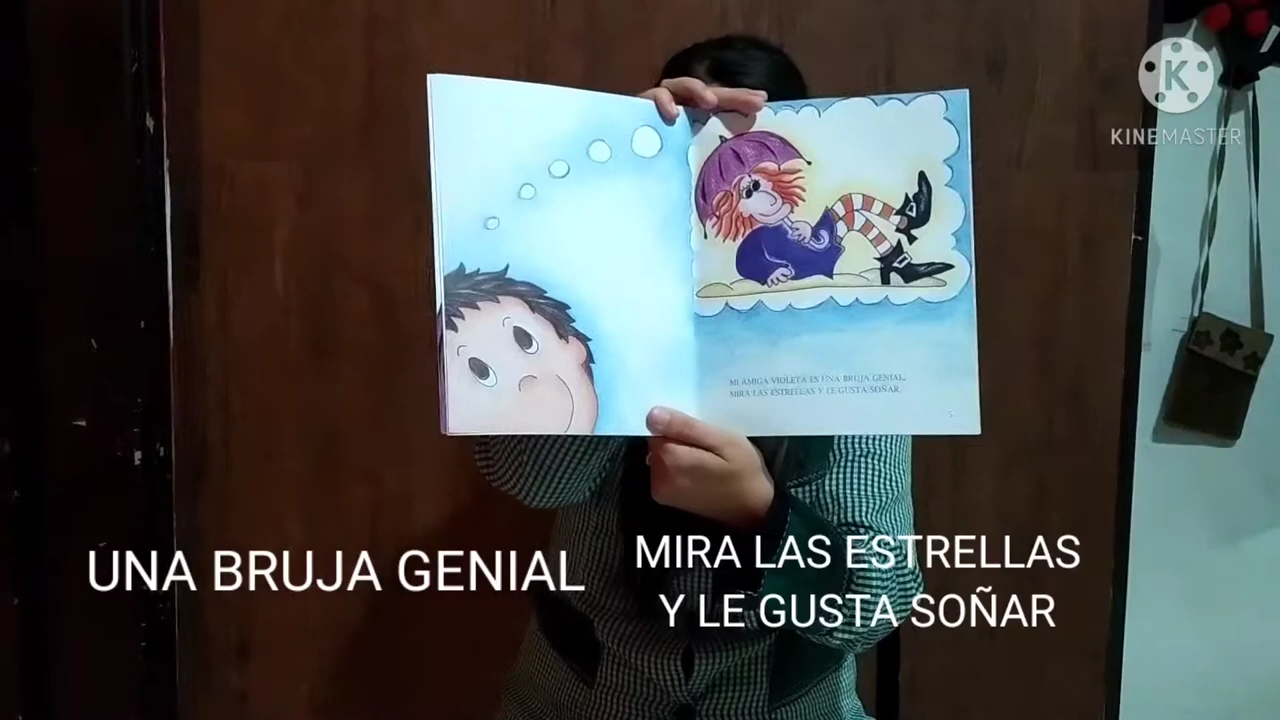 K
KINEMASTER
MI AMIGA VIOLETA ES UNA BRUJA GENIAL,
MIRA LAS ESTRELLAS Y LE GUSTA SOÑAR.
UNA BRUJA GENIAL
MIRA LAS ESTRELLAS
Y LE GUSTA SOÑAR